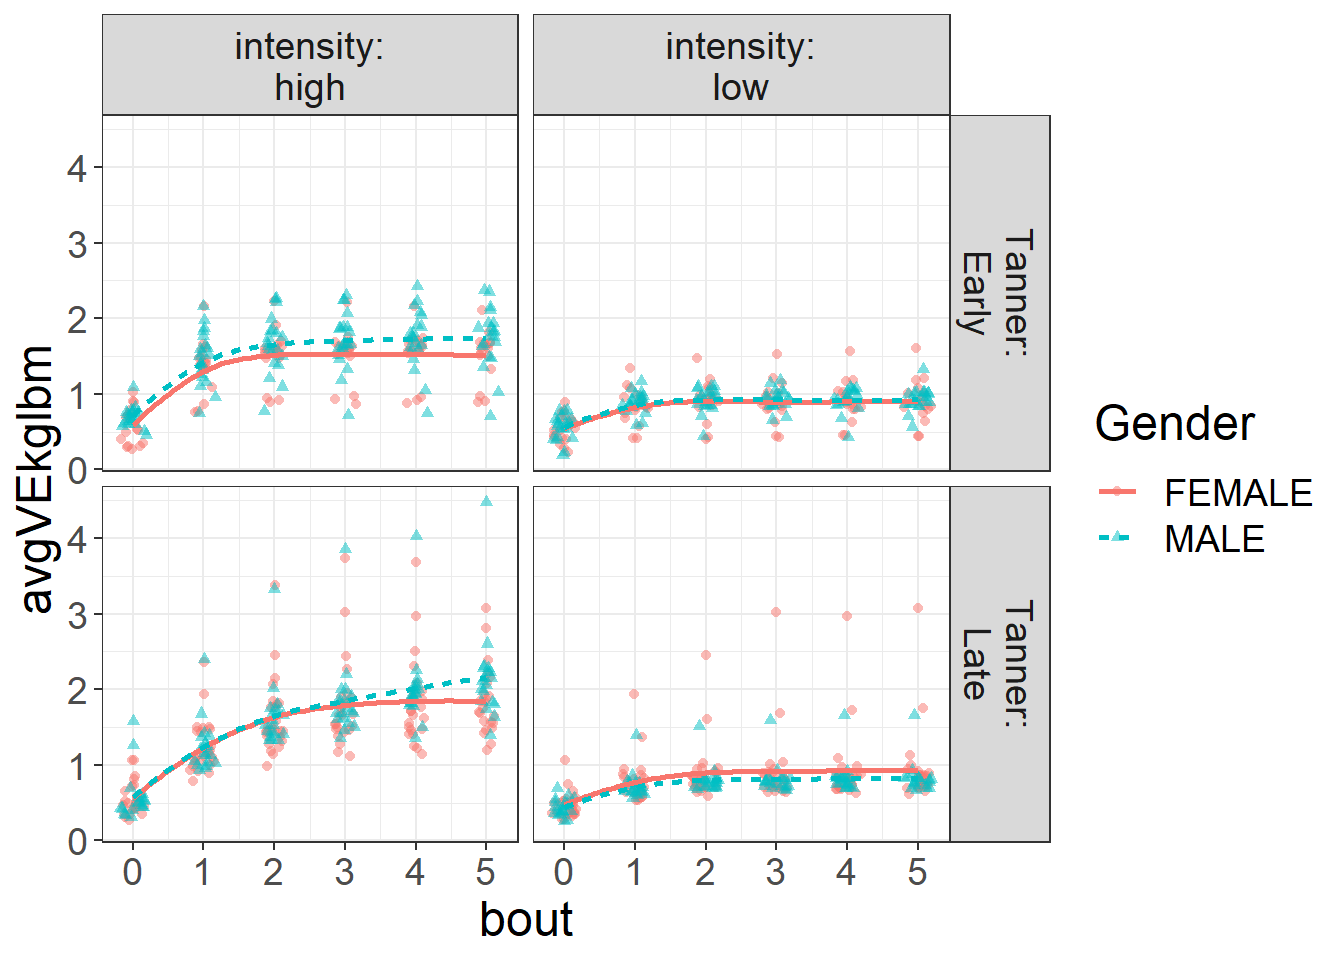 intensity:
high
intensity:
low
4
3
2
1
0
Tanner:
Early
4
3
2
1
0
Tanner:
Late
0 1 2 3 4 5
0 1 2 3 4 5
bout
avgVEkglbm
Gender
FEMALE
MALE